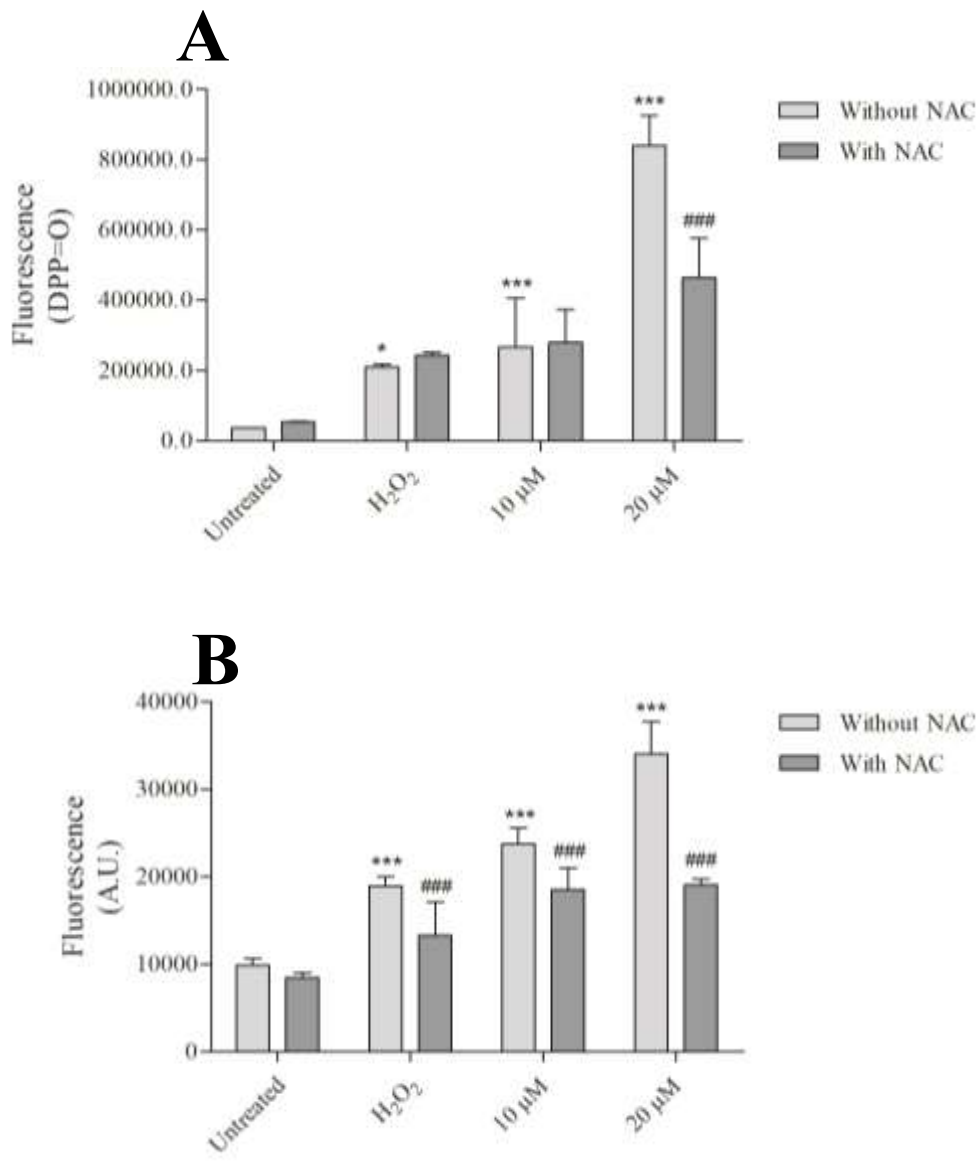 A
1000000.0
800000.0
600000.0
400000.0
200000.0
0.0
Fluorescence
(DPP=O)
***
*
***
###
Without NAC
With NAC
Untreated
H₂O₂
10 µM
20 µM
B
40000
30000
20000
10000
0
Fluorescence
(A.U.)
***
***
***
###
###
###
Without NAC
With NAC
Untreated
H₂O₂
10 µM
20 µM